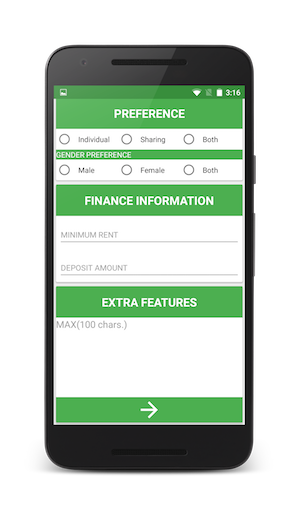 3:16
PREFERENCE
Individual Sharing Both
GENDER PREFERENCE
Male Female Both
FINANCE INFORMATION
MINIMUM RENT
DEPOSIT AMOUNT
EXTRA FEATURES
MAX(100 chars.)